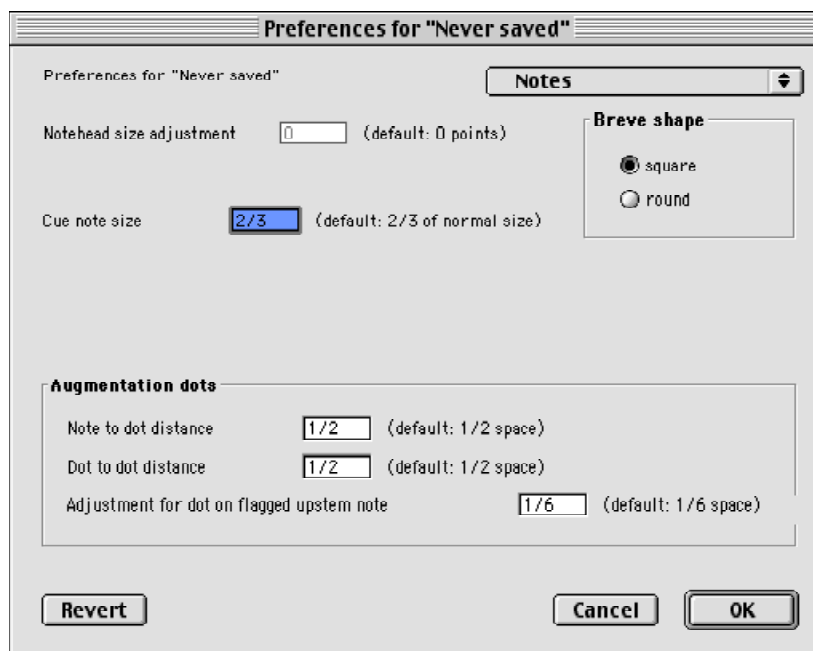 Preferences for "Never saved"
Preferences for "Never saved"
Notes
Notehead size adjustment 0 (default: 0 points)
Breve shape
square
round
Cue note size 2/3 (default: 2/3 of normal size)
Augmentation dots
Note to dot distance 1/2 (default: 1/2 space)
Dot to dot distance 1/2 (default: 1/2 space)
Adjustment for dot on flagged upstem note 1/6 (default: 1/6 space)
Revert Cancel OK